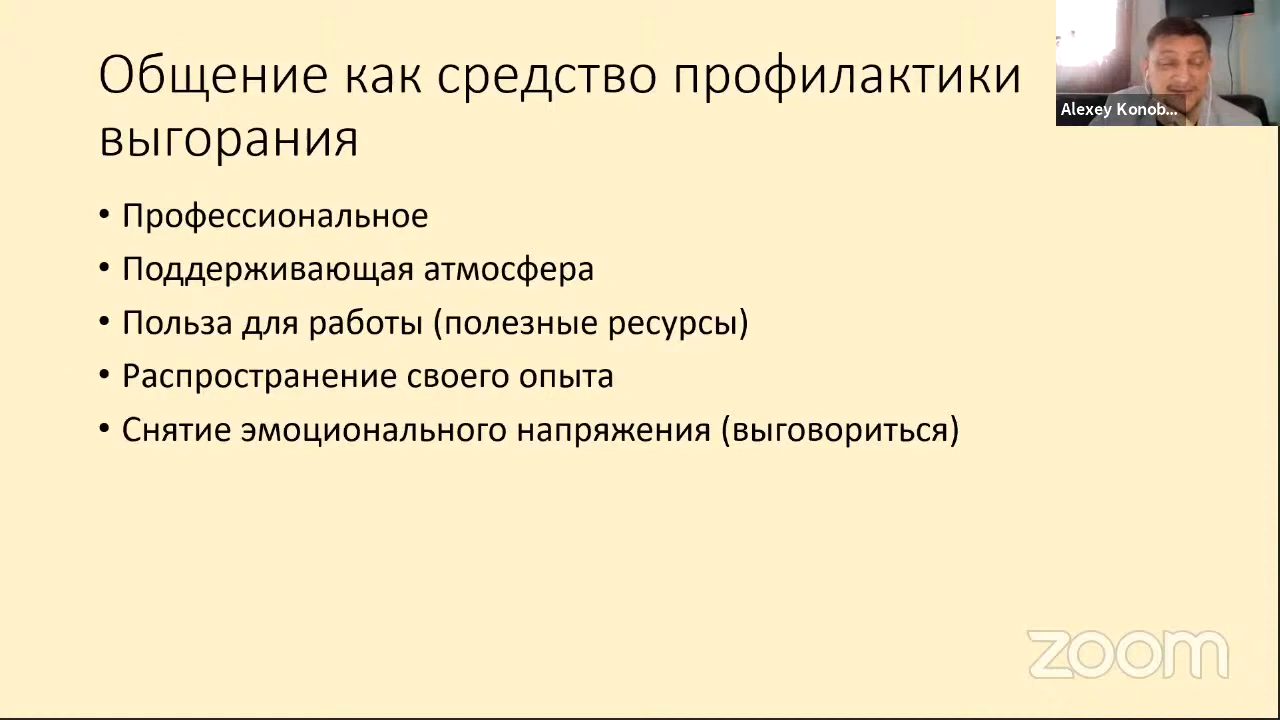 Общение как средство профилактики
выгорания
• Профессиональное
• Поддерживающая атмосфера
• Польза для работы (полезные ресурсы)
• Распространение своего опыта
• Снятие эмоционального напряжения (выговориться)
Alexey Konob...
zoom